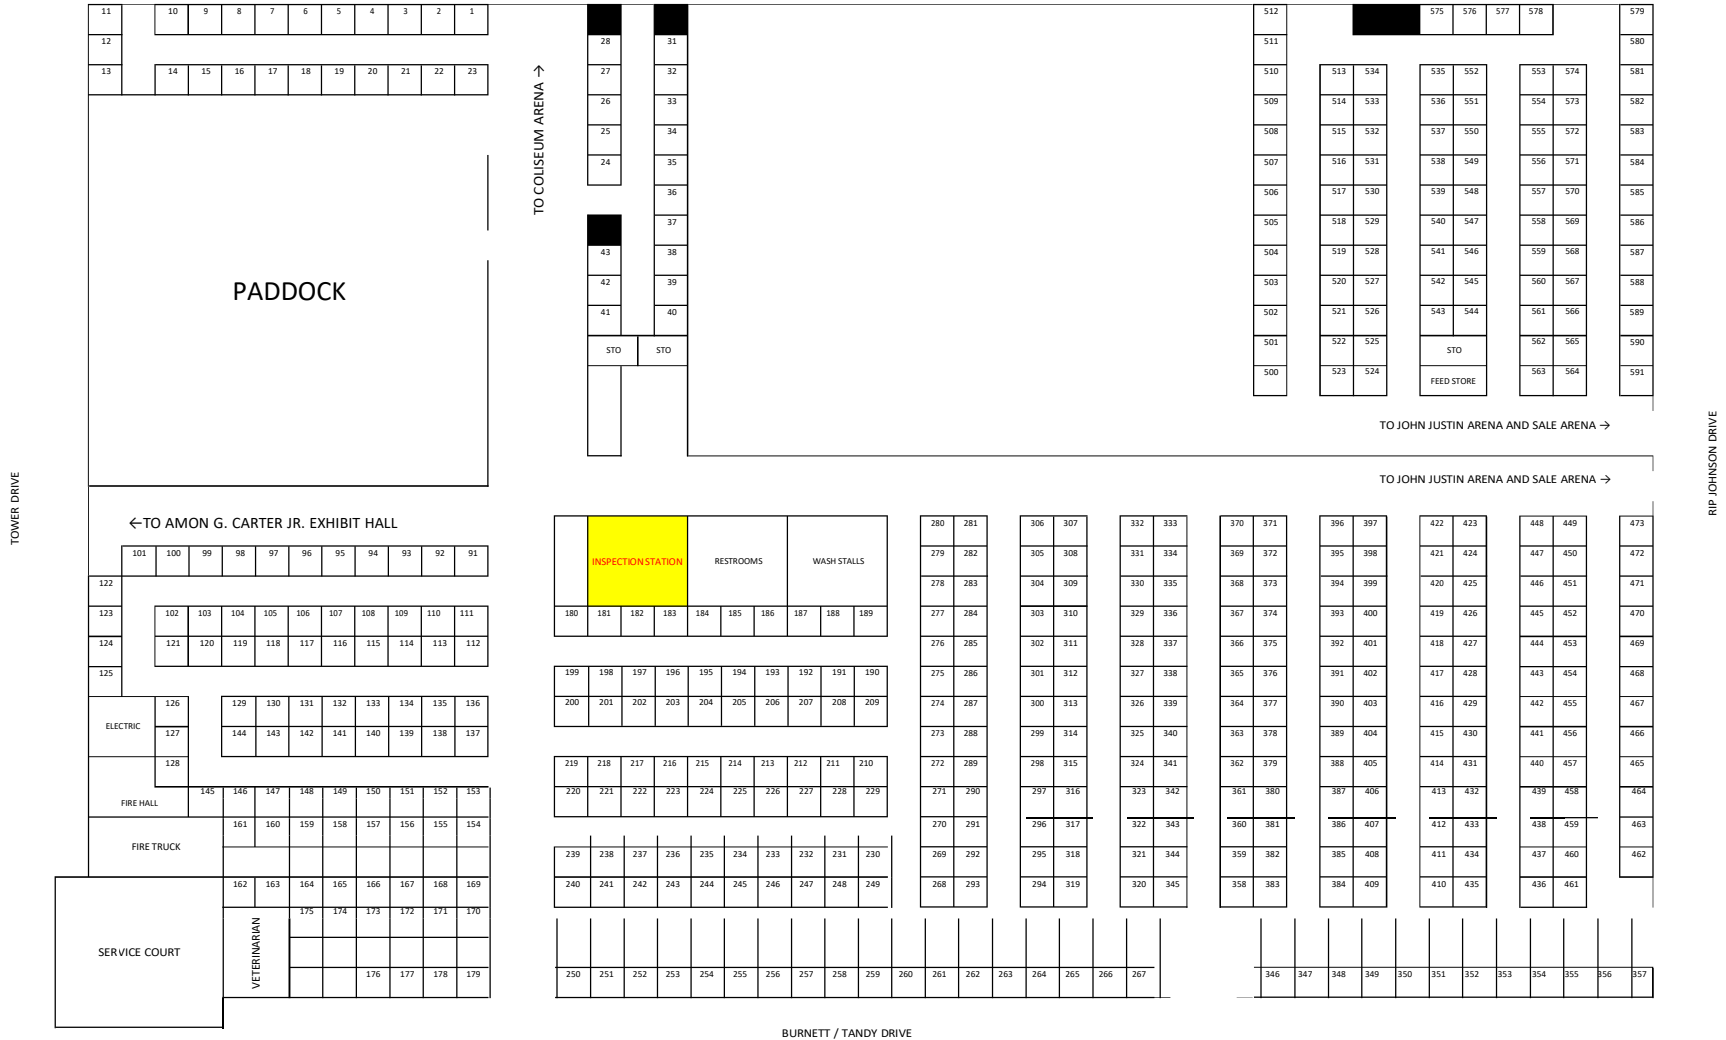 11 10 9 8 7 6 5 4 3 2 1 512 575 576 577 578 579
12 28 31 511 580
13 14 15 16 17 18 19 20 21 22 23 27 32 510 513 534 535 552 553 574 581
26 33 509 514 533 536 551 554 573 582
25 34 508 515 532 537 550 555 572 583
24 35 507 516 531 538 549 556 571 584
TO COLISEUM ARENA →
36 506 517 530 539 548 557 570 585
37 505 518 529 540 547 558 569 586
43 38 504 519 528 541 546 559 568 587
42 39 503 520 527 542 545 560 567 588
PADDOCK
41 40 502 521 526 543 544 561 566 589
STO STO 501 522 525 STO 562 565 590
500 523 524 FEED STORE 563 564 591
TO JOHN JUSTIN ARENA AND SALE ARENA →
TO JOHN JUSTIN ARENA AND SALE ARENA →
TOWER DRIVE
RIP JOHNSON DRIVE
←TO AMON G. CARTER JR. EXHIBIT HALL
280 281 306 307 332 333 370 371 396 397 422 423 448 449 473
101 100 99 98 97 96 95 94 93 92 91 279 282 305 308 331 334 369 372 395 398 421 424 447 450 472
INSPECTION STATION RESTROOMS WASH STALLS
122 278 283 304 309 330 335 368 373 394 399 420 425 446 451 471
123 102 103 104 105 106 107 108 109 110 111 180 181 182 183 184 185 186 187 188 189 277 284 303 310 329 336 367 374 393 400 419 426 445 452 470
124 121 120 119 118 117 116 115 114 113 112 276 285 302 311 328 337 366 375 392 401 418 427 444 453 469
125 199 198 197 196 195 194 193 192 191 190 275 286 301 312 327 338 365 376 391 402 417 428 443 454 468
126 129 130 131 132 133 134 135 136 200 201 202 203 204 205 206 207 208 209 274 287 300 313 326 339 364 377 390 403 416 429 442 455 467
ELECTRIC
127 144 143 142 141 140 139 138 137 273 288 299 314 325 340 363 378 389 404 415 430 441 456 466
128 219 218 217 216 215 214 213 212 211 210 272 289 298 315 324 341 362 379 388 405 414 431 440 457 465
145 146 147 148 149 150 151 152 153 220 221 222 223 224 225 226 227 228 229 271 290 297 316 323 342 361 380 387 406 413 432 439 458 464
FIRE HALL
161 160 159 158 157 156 155 154 270 291 296 317 322 343 360 381 386 407 412 433 438 459 463
FIRE TRUCK
239 238 237 236 235 234 233 232 231 230 269 292 295 318 321 344 359 382 385 408 411 434 437 460 462
162 163 164 165 166 167 168 169 240 241 242 243 244 245 246 247 248 249 268 293 294 319 320 345 358 383 384 409 410 435 436 461
175 174 173 172 171 170
SERVICE COURT
VETERINARIAN
176 177 178 179 250 251 252 253 254 255 256 257 258 259 260 261 262 263 264 265 266 267 346 347 348 349 350 351 352 353 354 355 356 357
BURNETT / TANDY DRIVE